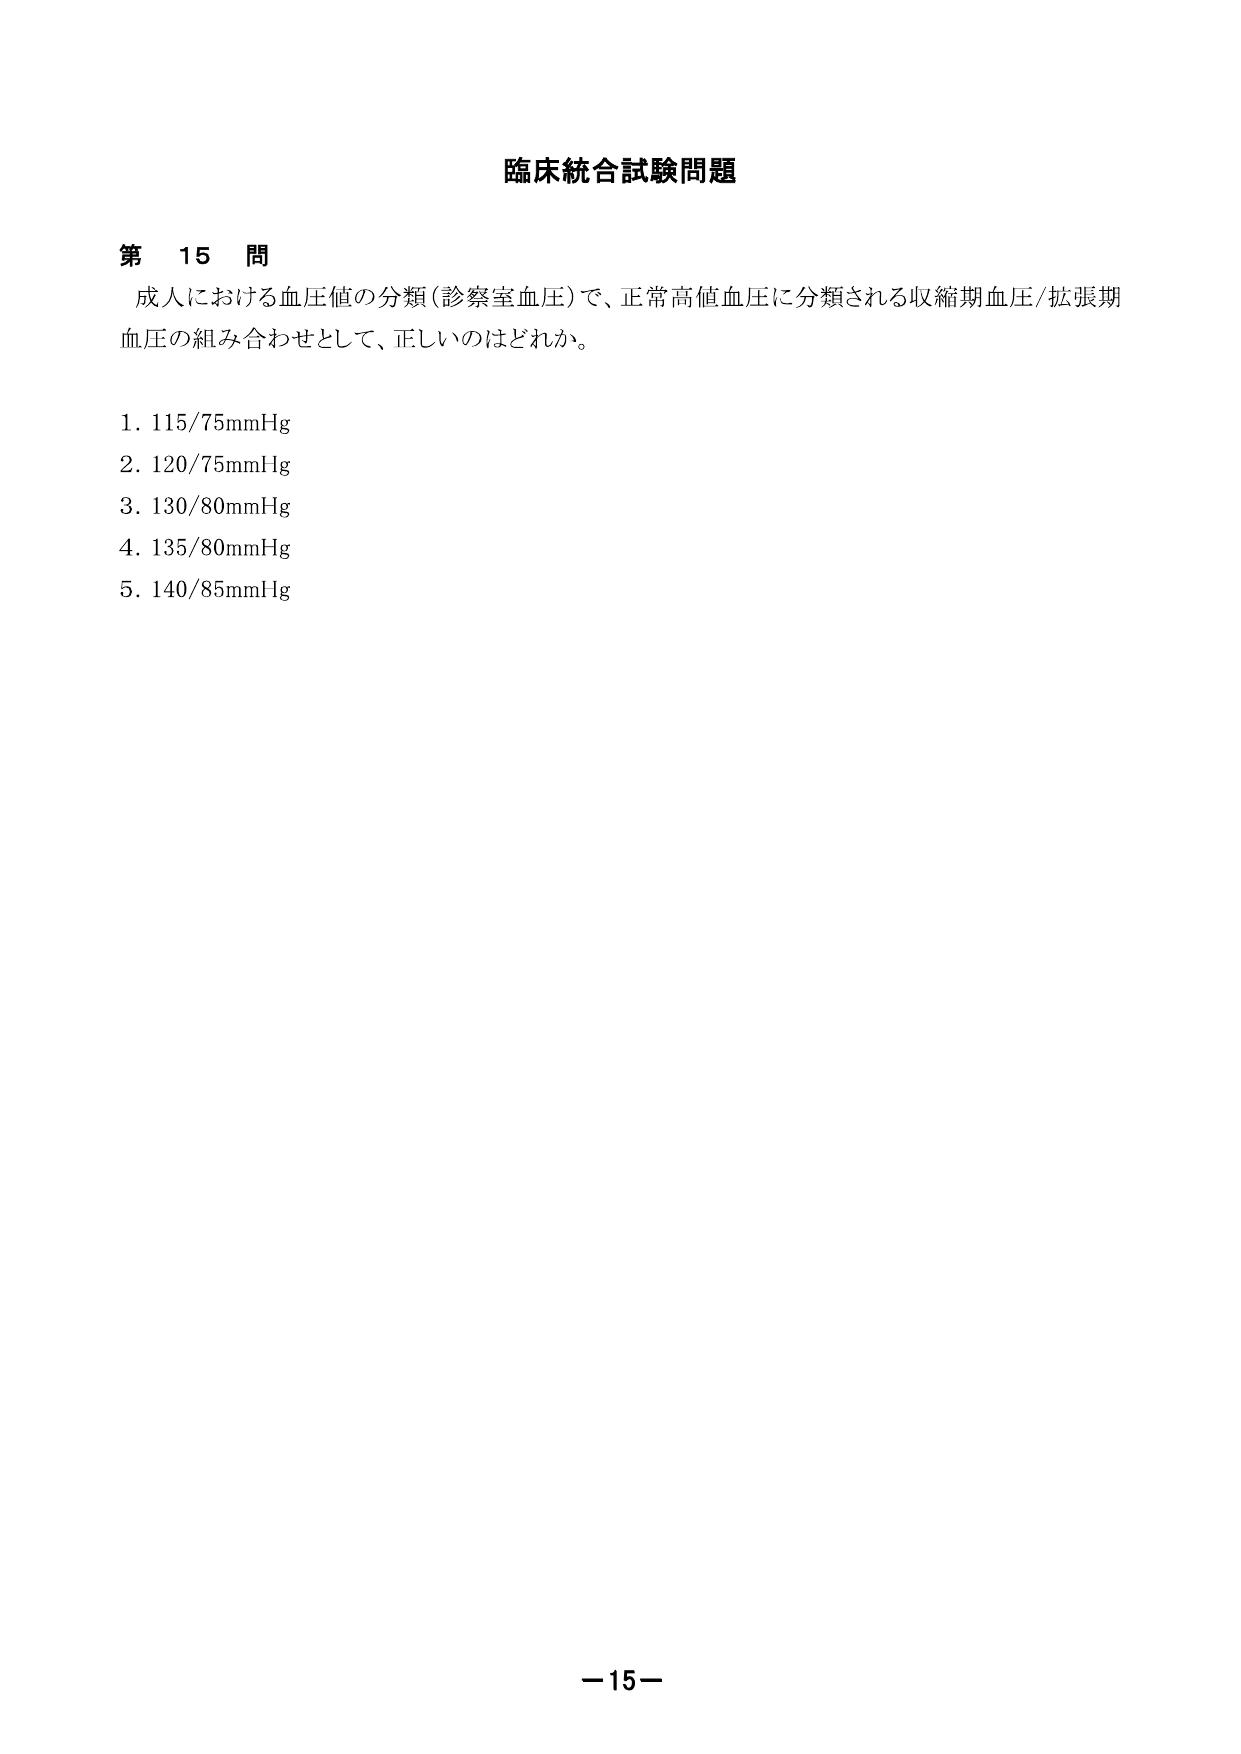 臨床統合試験問題
第 15 問
成人における血圧値の分類(診察室血圧)で、正常高値血圧に分類される収縮期血圧/拡張期
血圧の組み合わせとして、正しいのはどれか。
1. 115/75mmHg
2. 120/75mmHg
3. 130/80mmHg
4. 135/80mmHg
5. 140/85mmHg
―15―